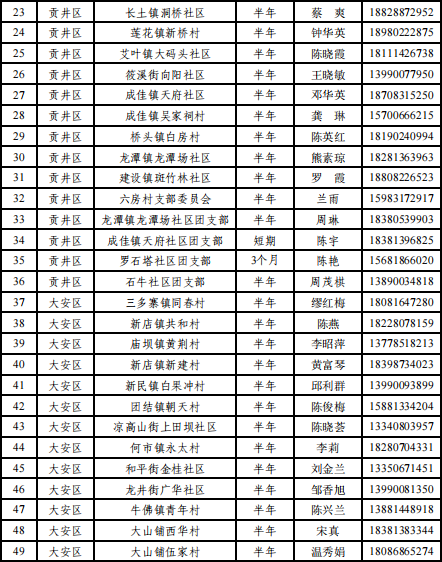 23 贡井区 长土镇洞桥社区 半年 蔡 爽 18828872952
24 贡井区 莲花镇新桥村 半年 钟华英 18980222875
25 贡井区 艾叶镇大码头社区 半年 陈晓霞 18111426738
26 贡井区 筱溪街向阳社区 半年 王晓敏 13990077950
27 贡井区 成佳镇天府社区 半年 邓华英 18708315250
28 贡井区 成佳镇吴家祠村 半年 龚 琳 15700666215
29 贡井区 桥头镇白房村 半年 陈英红 18190240994
30 贡井区 龙潭镇龙潭场社区 半年 熊素琼 18281363963
31 贡井区 建设镇斑竹林社区 半年 罗 霞 18808226523
32 贡井区 六房村支部委员会 半年 兰雨 15983172917
33 贡井区 龙潭镇龙潭场社区团支部 半年 周琳 18380539903
34 贡井区 成佳镇天府社区团支部 短期 陈宇 18381396825
35 贡井区 罗石塔社区团支部 3个月 陈艳 15681866020
36 贡井区 石牛社区团支部 半年 周茂棋 13890034818
37 大安区 三多寨镇同春村 半年 缪红梅 18081647280
38 大安区 新店镇共和村 半年 陈燕 18228078159
39 大安区 庙坝镇黄荆村 半年 李昭萍 13778518213
40 大安区 新店镇新建村 半年 黄富琴 18398734023
41 大安区 新民镇白果冲村 半年 邱利群 13990093899
42 大安区 团结镇朝天村 半年 陈俊梅 15881334204
43 大安区 凉高山街上田坝社区 半年 陈晓荟 13340803957
44 大安区 何市镇永太村 半年 李莉 18280704331
45 大安区 和平街金桂社区 半年 刘金兰 13350671451
46 大安区 龙井街广华社区 半年 邹香旭 13990081350
47 大安区 牛佛镇青年村 半年 陈兴兰 13881448918
48 大安区 大山铺西华村 半年 宋真 18381383344
49 大安区 大山铺伍家村 半年 温秀娟 18086865274